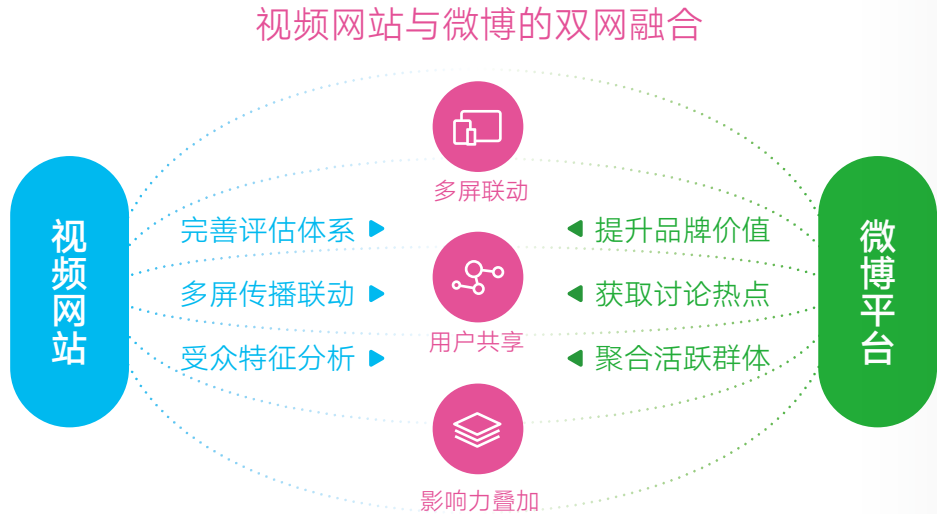 视频网站与微博的双网融合
多屏联动
视频网站
完善评估体系
多屏传播联动
受众特征分析
用户共享
提升品牌价值
获取讨论热点
聚合活跃群体
微博平台
影响力叠加